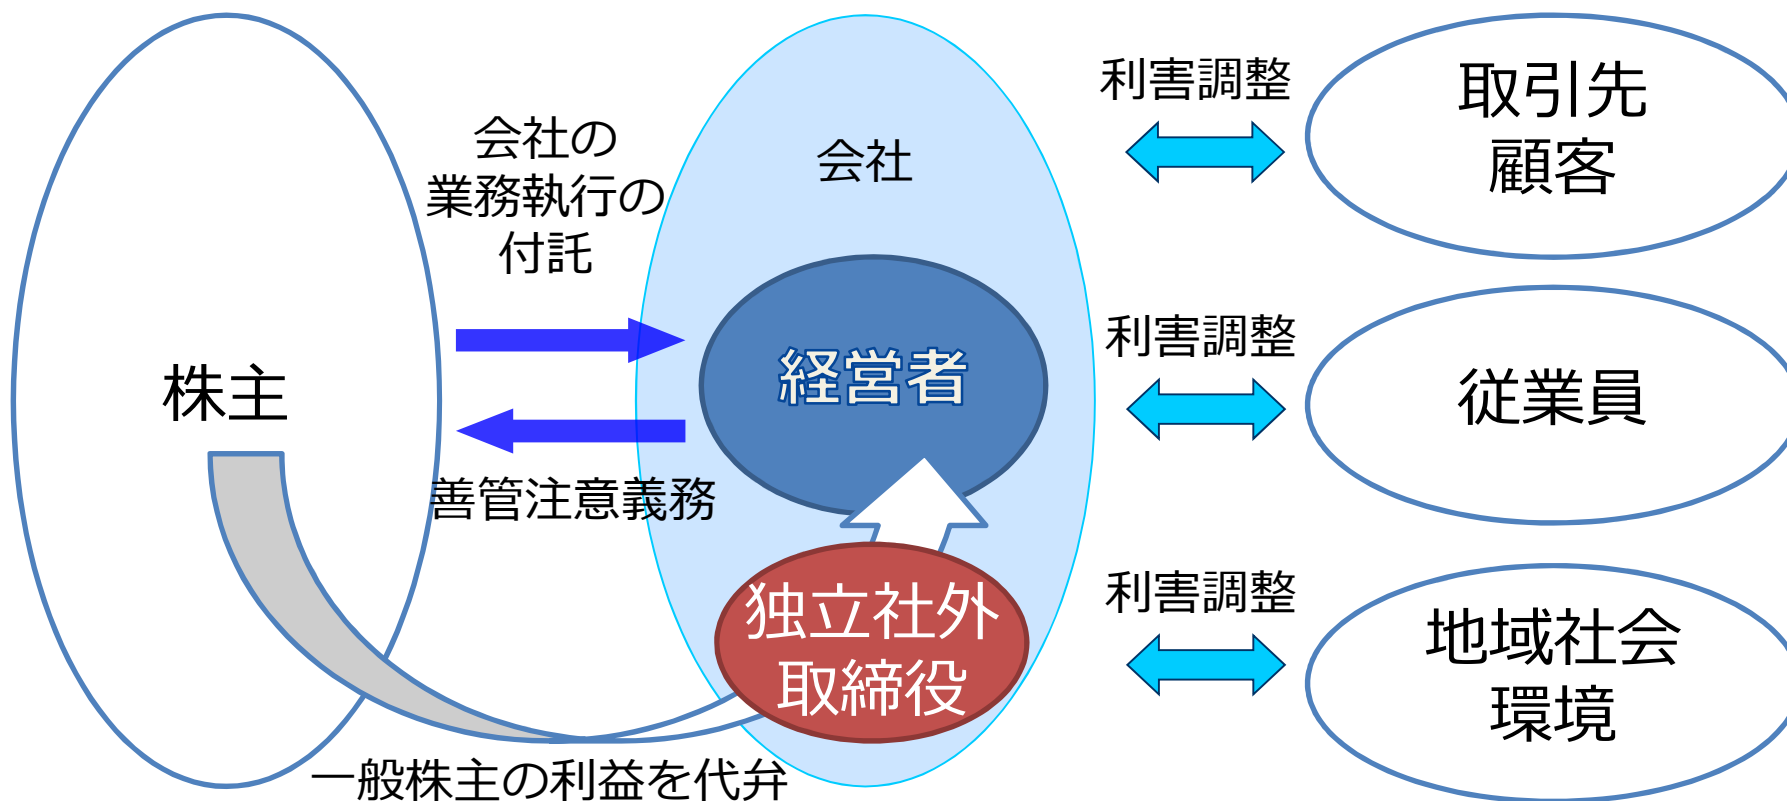 株主
会社の
業務執行の
付託
善管注意義務
一般株主の利益を代弁
会社
経営者
独立社外
取締役
利害調整
取引先
顧客
利害調整
従業員
利害調整
地域社会
環境